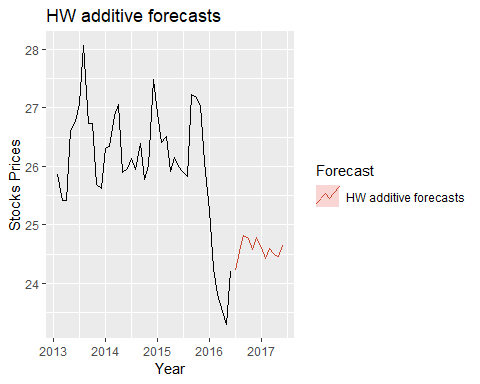 HW additive forecasts
28
27
26
25
24
Stocks Prices
2013 2014 2015 2016 2017
Year
Forecast
HW additive forecasts